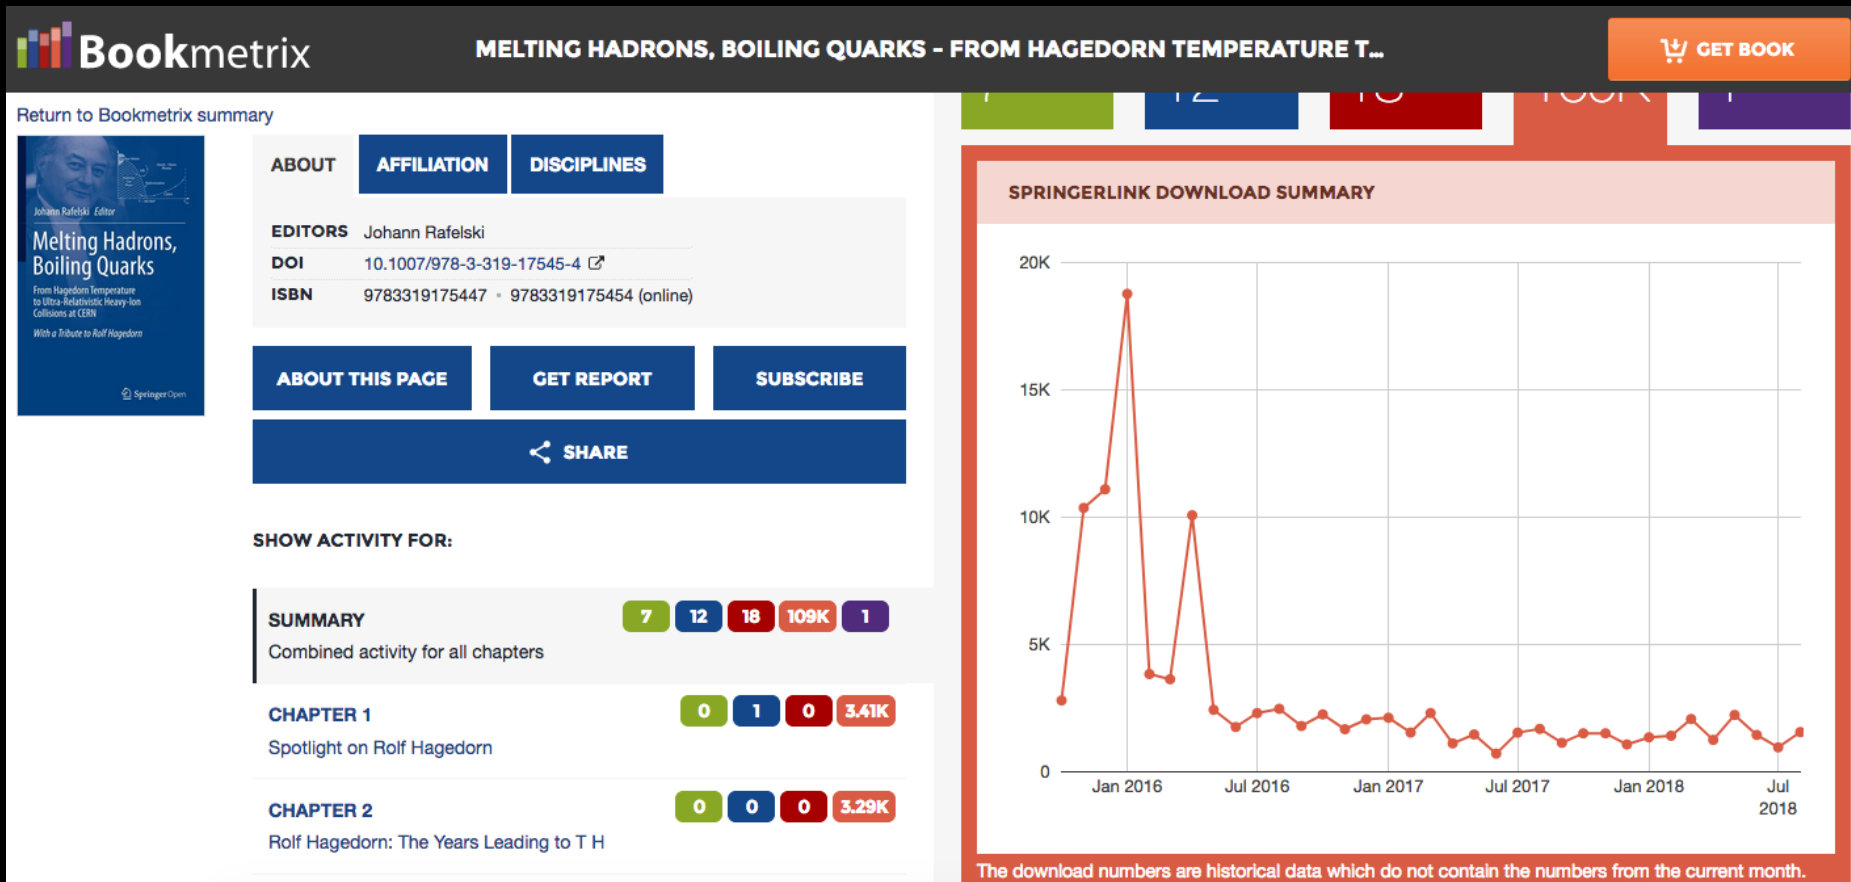 Bookmetrix
MELTING HADRONS, BOILING QUARKS – FROM HAGEDORN TEMPERATURE T...
GET BOOK
Return to Bookmetrix summary
Johann Rafelski Editor
Melting Hadrons,
Boiling Quarks
From Hagedorn Temperature
to Ultra-Relativistic Heavy-Ion
Collisions at CERN
With a Tribute to Rolf Hagedorn
Springer Open
ABOUT
AFFILIATION
DISCIPLINES
EDITORS Johann Rafelski
DOI 10.1007/978-3-319-17545-4
ISBN 9783319175447 • 9783319175454 (online)
ABOUT THIS PAGE
GET REPORT
SUBSCRIBE
SHARE
SHOW ACTIVITY FOR:
SUMMARY 7 12 18 109K 1
Combined activity for all chapters
CHAPTER 1 0 1 0 3.41K
Spotlight on Rolf Hagedorn
CHAPTER 2 0 0 0 3.29K
Rolf Hagedorn: The Years Leading to T H
SPRINGERLINK DOWNLOAD SUMMARY
20K
15K
10K
5K
0
Jan 2016 Jul 2016 Jan 2017 Jul 2017 Jan 2018 Jul
2018
The download numbers are historical data which do not contain the numbers from the current month.